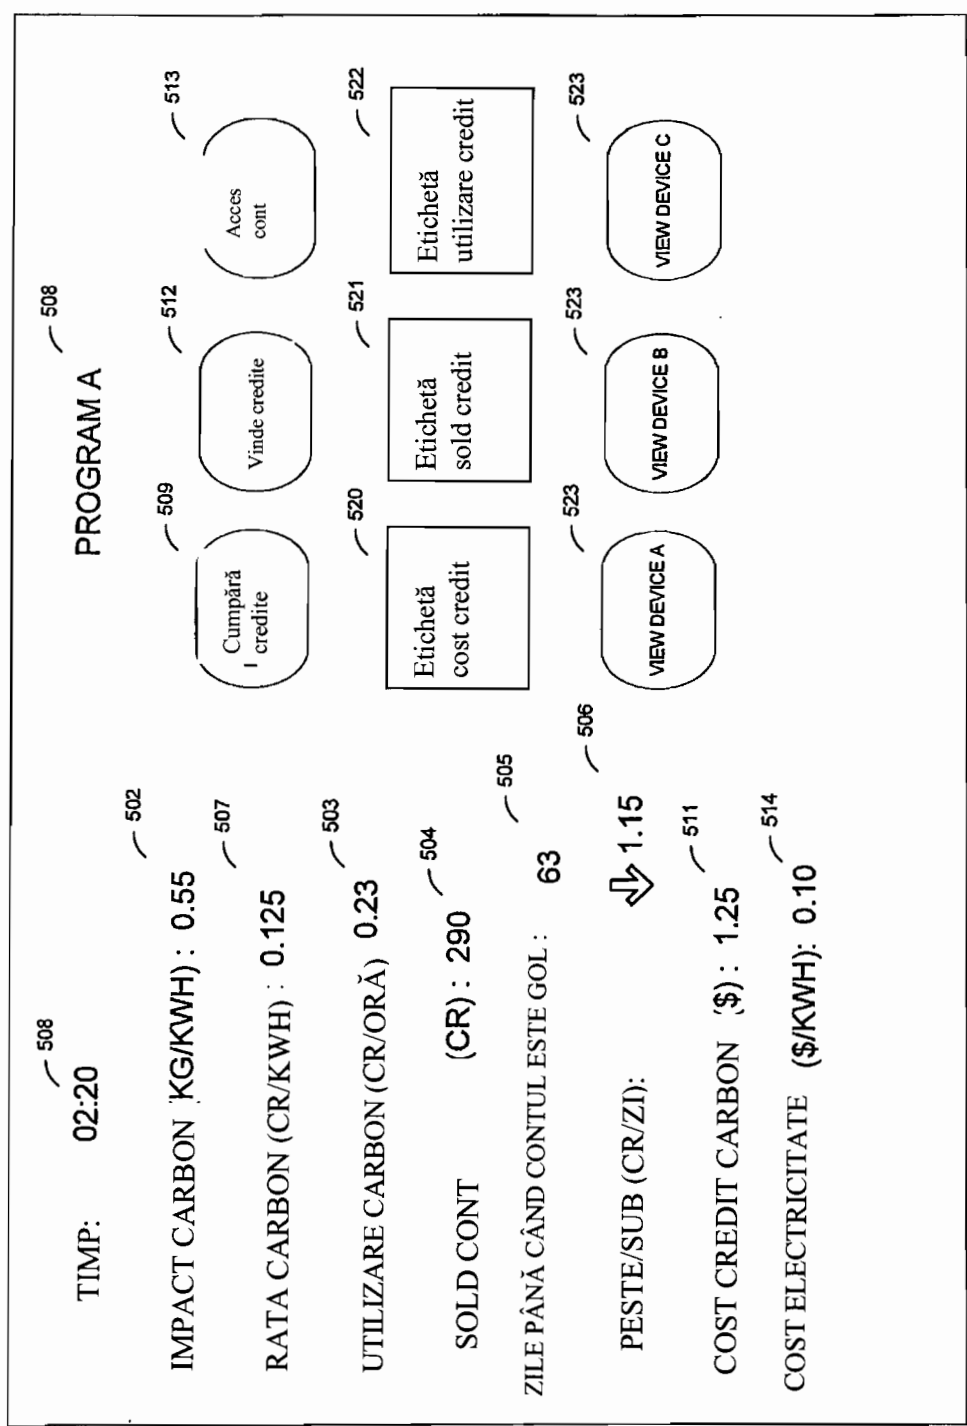 TIMP: 02:20 508
PROGRAM A 508
IMPACT CARBON KG/KWH) : 0.55 502
RATA CARBON (CR/KWH) : 0.125 507
UTILIZARE CARBON (CR/ORĂ) 0.23 503
SOLD CONT (CR) : 290 504
ZILE PÂNĂ CÂND CONTUL ESTE GOL : 63 505
PESTE/SUB (CR/ZI): 1.15 506
COST CREDIT CARBON ($) : 1.25 511
COST ELECTRICITATE ($/KWH): 0.10 514
509 512 513
Cumpără
credite
Vinde credite
Acces
cont
520 521 522
Etichetă
cost credit
Etichetă
sold credit
Etichetă
utilizare credit
523 523 523
VIEW DEVICE A
VIEW DEVICE B
VIEW DEVICE C